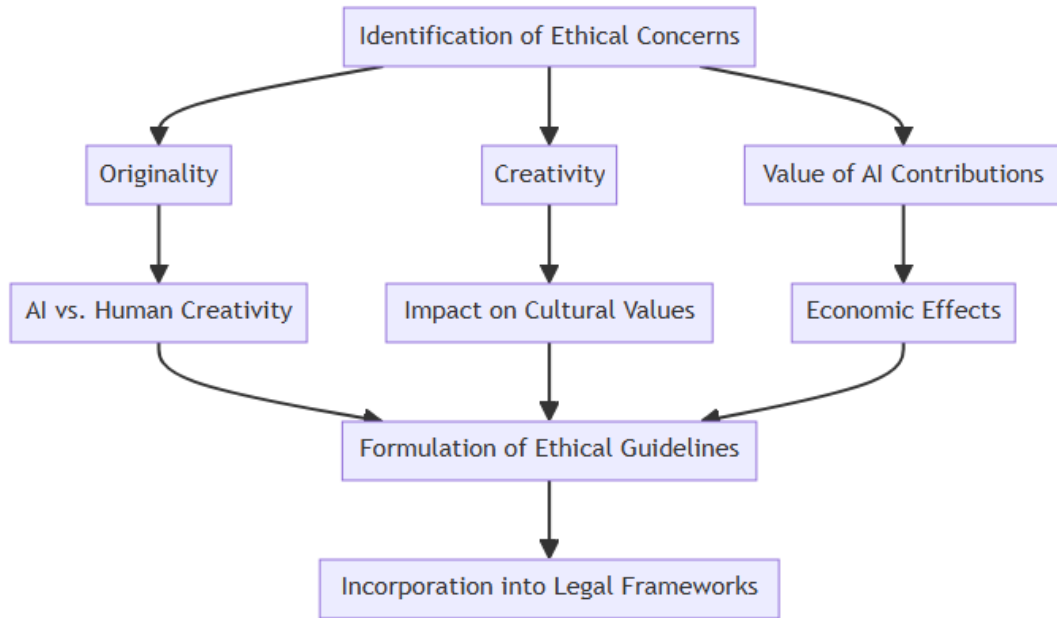 Identification of Ethical Concerns
Originality
Creativity
Value of AI Contributions
AI vs. Human Creativity
Impact on Cultural Values
Economic Effects
Formulation of Ethical Guidelines
Incorporation into Legal Frameworks